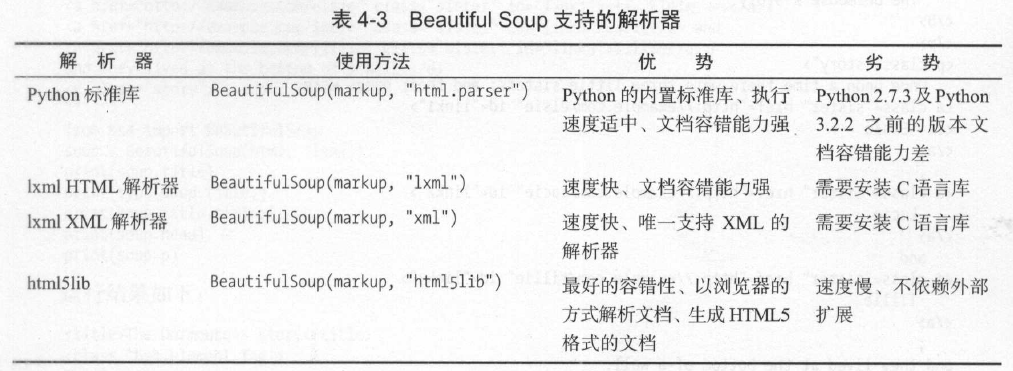 表 4-3 Beautiful Soup 支持的解析器
解 析 器 使用方法 优 势 劣 势
Python 标准库 BeautifulSoup(markup, "html.parser") Python 的内置标准库、执行 Python 2.7.3 及 Python
速度适中、文档容错能力强 3.2.2 之前的版本文
档容错能力差
lxml HTML 解析器 BeautifulSoup(markup, "lxml") 速度快、文档容错能力强 需要安装 C 语言库
lxml XML 解析器 BeautifulSoup(markup, "xml") 速度快、唯一支持 XML 的 需要安装 C 语言库
解析器
html5lib BeautifulSoup(markup, "html5lib") 最好的容错性、以浏览器的 速度慢、不依赖外部
方式解析文档、生成 HTML5 扩展
格式的文档